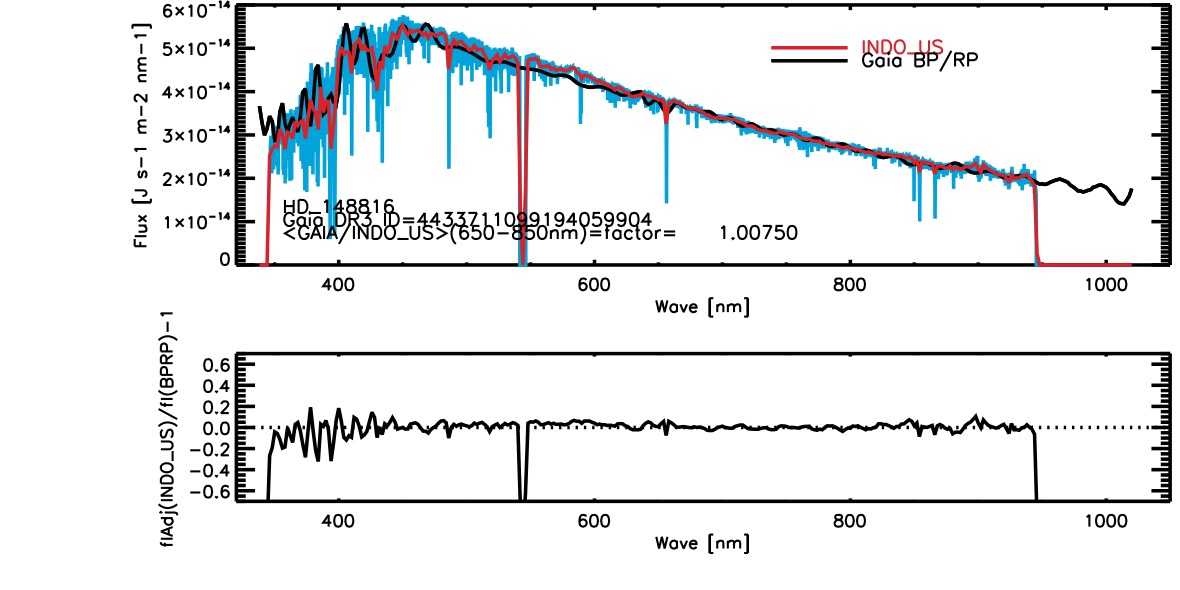 6×10⁻¹⁴
5×10⁻¹⁴
4×10⁻¹⁴
3×10⁻¹⁴
2×10⁻¹⁴
1×10⁻¹⁴
0
Flux [J s−1 m−2 nm−1]
INDO_US
Gaia BP/RP
HD_148816
Gaia DR3 ID=4433711099194059904
<GAIA/INDO_US>(650−850nm)=factor= 1.00750
400 600 800 1000
Wave [nm]
flAdj(INDO_US)/fl(BPRP)−1
0.6
0.4
0.2
0.0
−0.2
−0.4
−0.6
400 600 800 1000
Wave [nm]